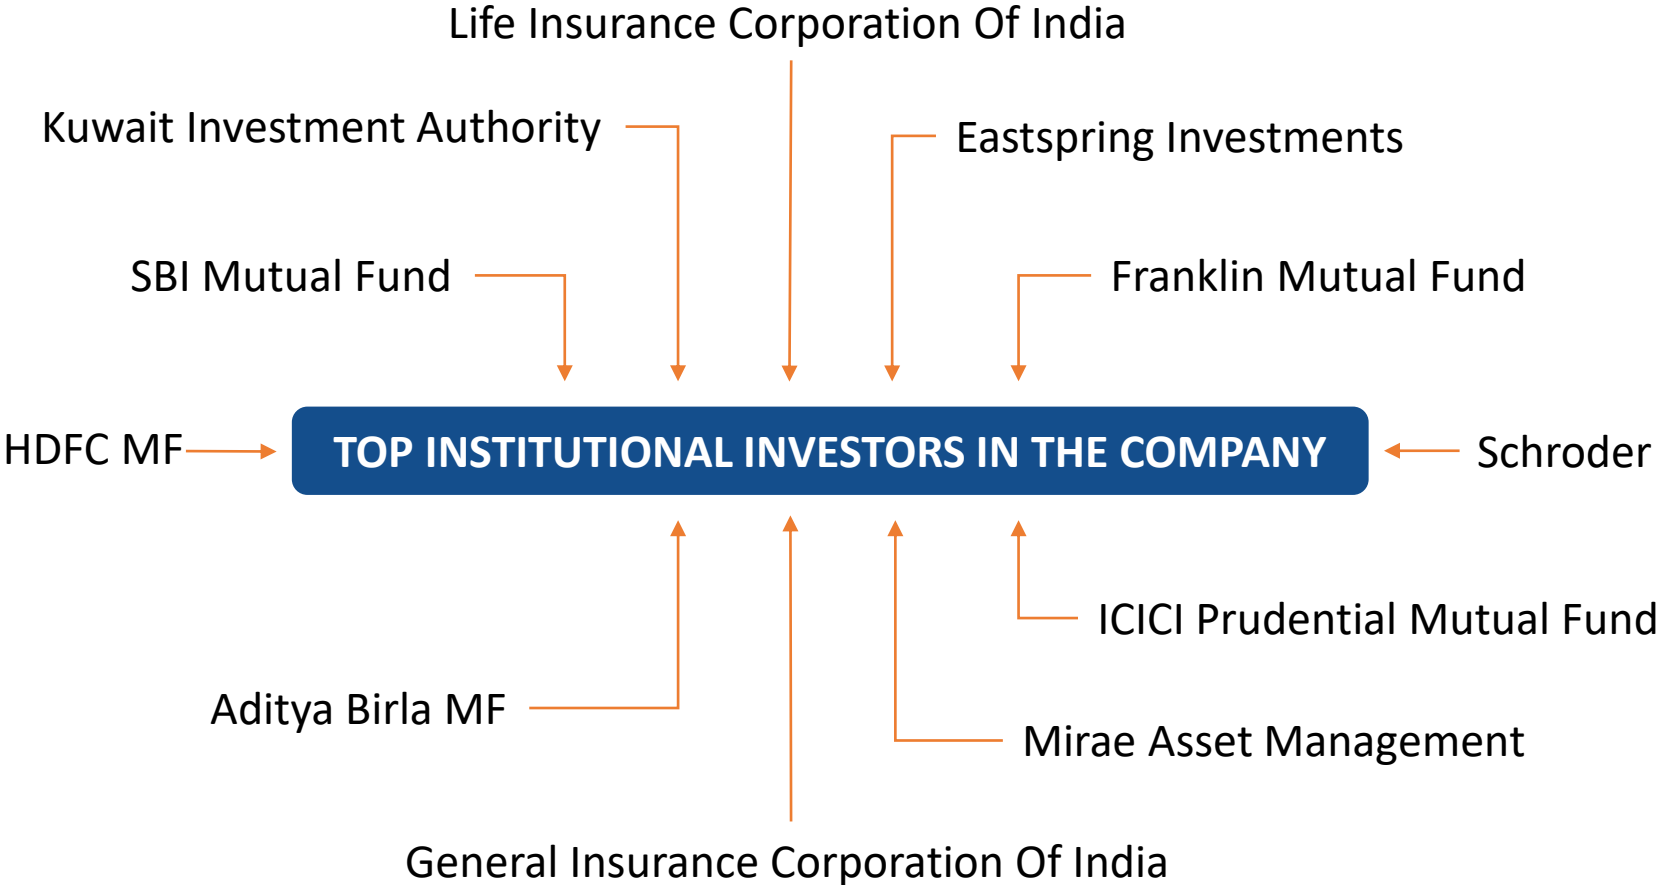 Life Insurance Corporation Of India
Kuwait Investment Authority
Eastspring Investments
SBI Mutual Fund
Franklin Mutual Fund
HDFC MF
TOP INSTITUTIONAL INVESTORS IN THE COMPANY
Schroder
ICICI Prudential Mutual Fund
Aditya Birla MF
Mirae Asset Management
General Insurance Corporation Of India